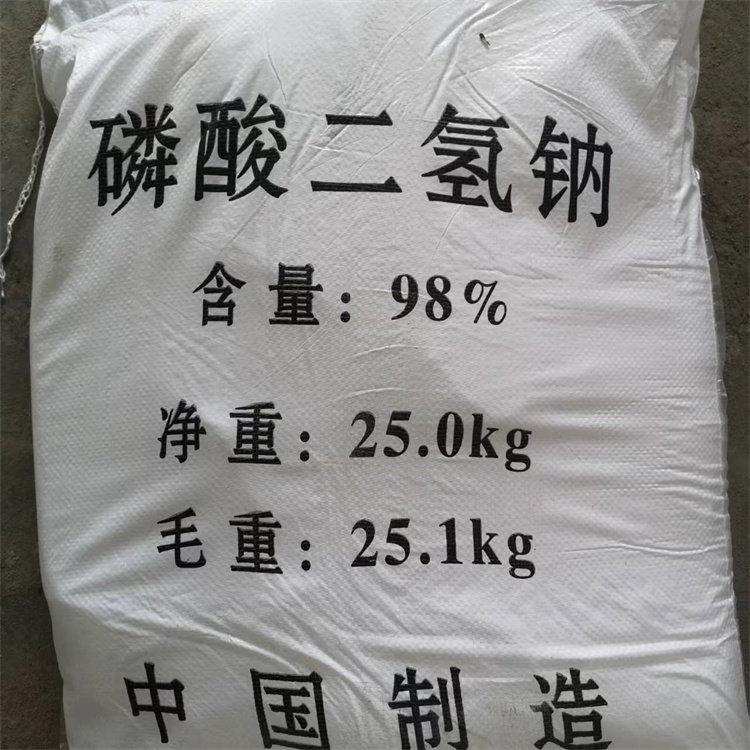 磷酸二氢钠
含量：98%
净重：25.0kg
毛重：25.1kg
中国制造